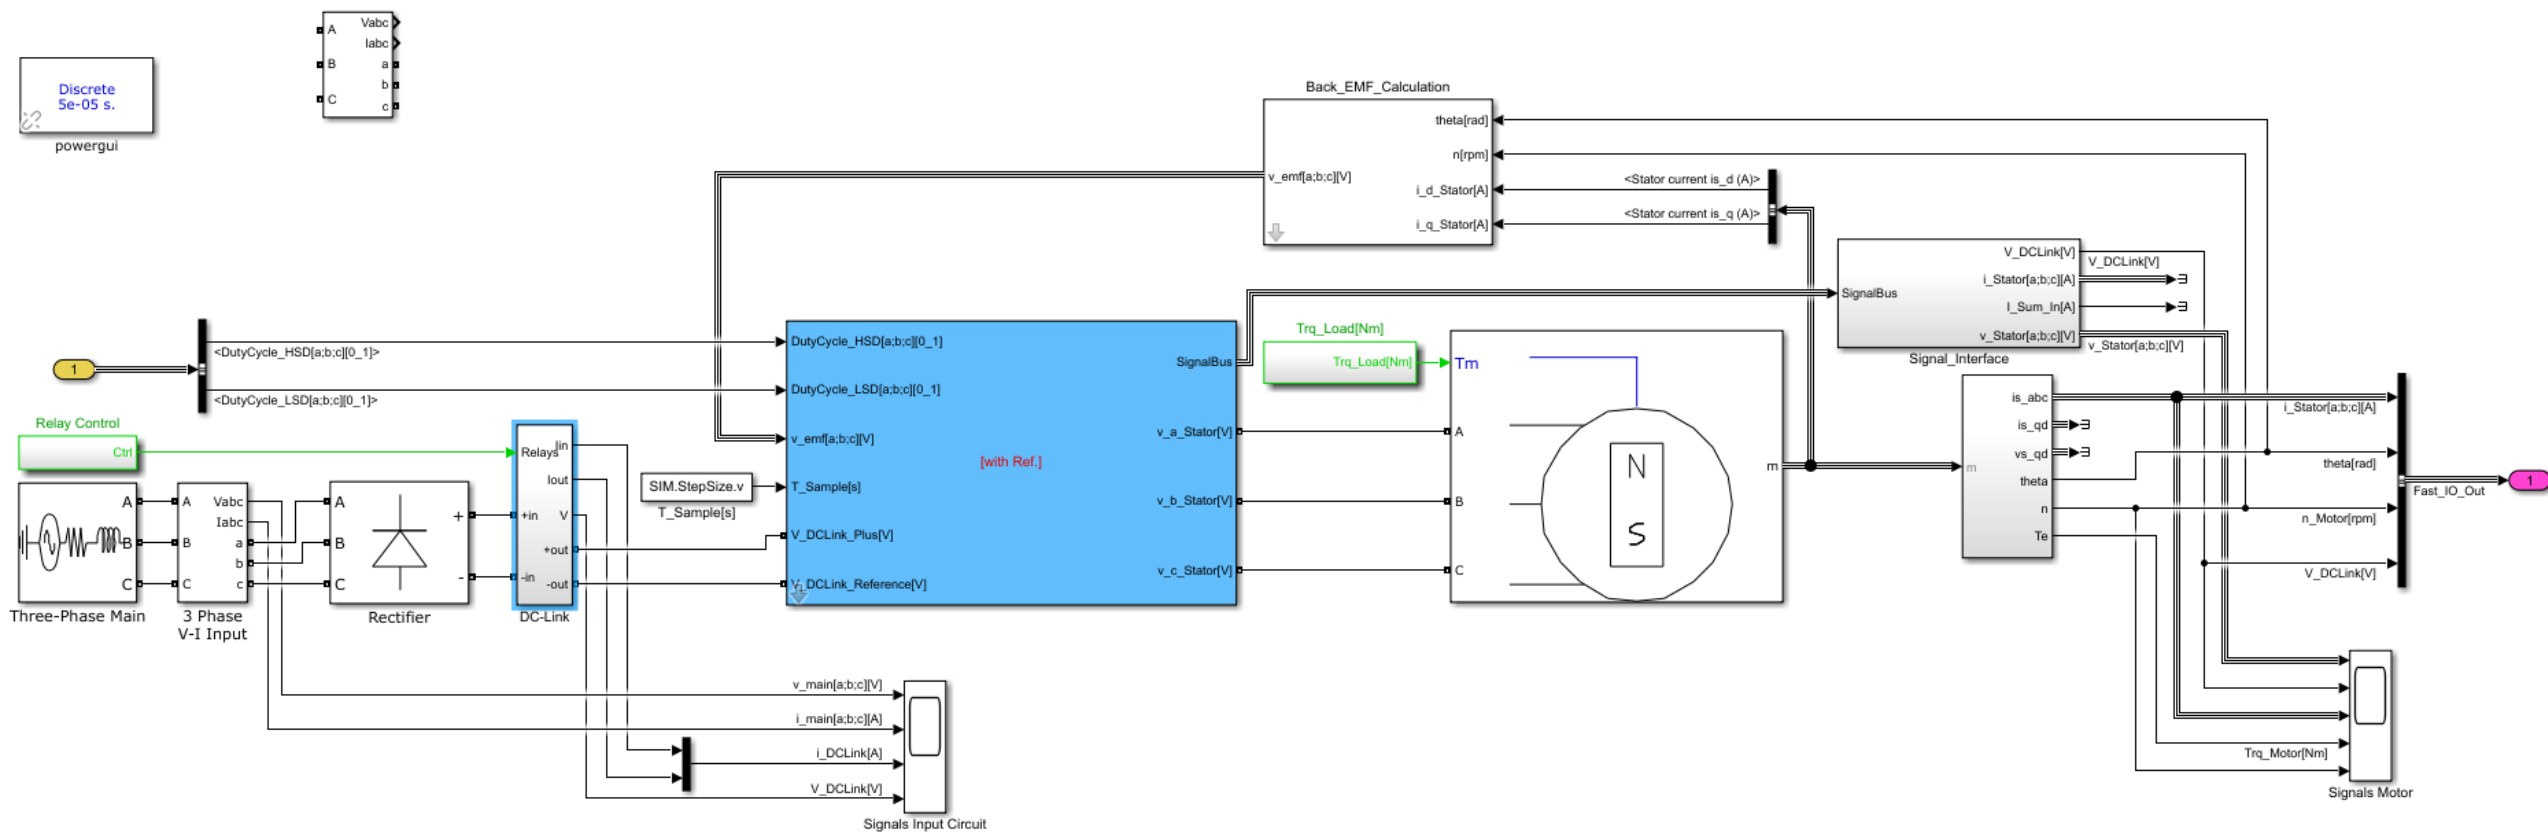 Discrete
5e-05 s.
powergui
A
B
C
Vabc
Iabc
a
b
c
Back_EMF_Calculation
theta[rad]
n[rpm]
v_emf[a;b;c][V]
i_d_Stator[A]
i_q_Stator[A]
<Stator current is_d (A)>
<Stator current is_q (A)>
SignalBus
V_DCLink[V]
i_Stator[a;b;c][A]
I_Sum_In[A]
v_Stator[a;b;c][V]
V_DCLink[V]
v_Stator[a;b;c][V]
Signal_Interface
1
<DutyCycle_HSD[a;b;c][0_1]>
<DutyCycle_LSD[a;b;c][0_1]>
Relay Control
Ctrl
A
B
C
Three-Phase Main
A
B
C
Vabc
Iabc
a
b
c
3 Phase
V-I Input
A
B
C
+
-
Rectifier
Relays
Iin
Iout
+in
V
+out
-in
-out
DC-Link
SIM.StepSize.v
T_Sample[s]
DutyCycle_HSD[a;b;c][0_1]
DutyCycle_LSD[a;b;c][0_1]
v_emf[a;b;c][V]
T_Sample[s]
V_DCLink_Plus[V]
V_DCLink_Reference[V]
[with Ref.]
SignalBus
v_a_Stator[V]
v_b_Stator[V]
v_c_Stator[V]
Trq_Load[Nm]
Trq_Load[Nm]
Tm
A
B
C
N
S
m
m
is_abc
is_qd
vs_qd
theta
n
Te
i_Stator[a;b;c][A]
theta[rad]
n_Motor[rpm]
V_DCLink[V]
Fast_IO_Out
1
v_main[a;b;c][V]
i_main[a;b;c][A]
i_DCLink[A]
V_DCLink[V]
Signals Input Circuit
Trq_Motor[Nm]
Signals Motor